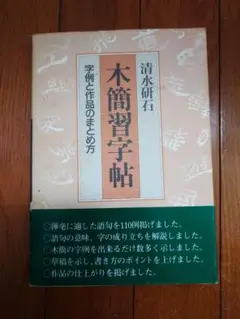 清水研石
木簡習字帖
字例と作品のまとめ方
○揮毫に適した語句を110例掲げました。
○語句の意味、字の成り立ちを解説しました。
○木簡の字例を出来るだけ数多く示しました。
○草稿を示し、書き方のポイントを上げました。
○作品の仕上がりを掲げました。